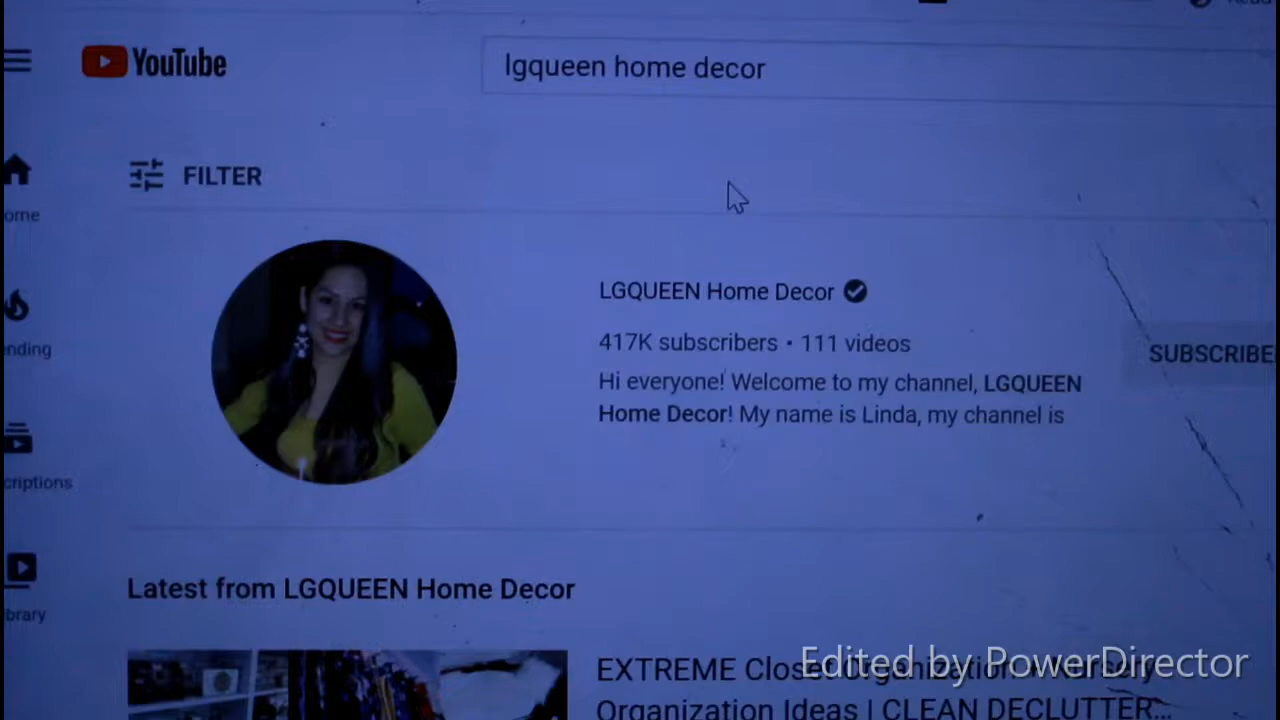 YouTube
lgqueen home decor
FILTER
ome
LGQUEEN Home Decor
417K subscribers • 111 videos
SUBSCRIBE
nding
Hi everyone! Welcome to my channel, LGQUEEN
Home Decor! My name is Linda, my channel is
criptions
Latest from LGQUEEN Home Decor
brary
EXTREME Closet Organization
Edited by PowerDirector
Organization Ideas | CLEAN DECLUTTER...